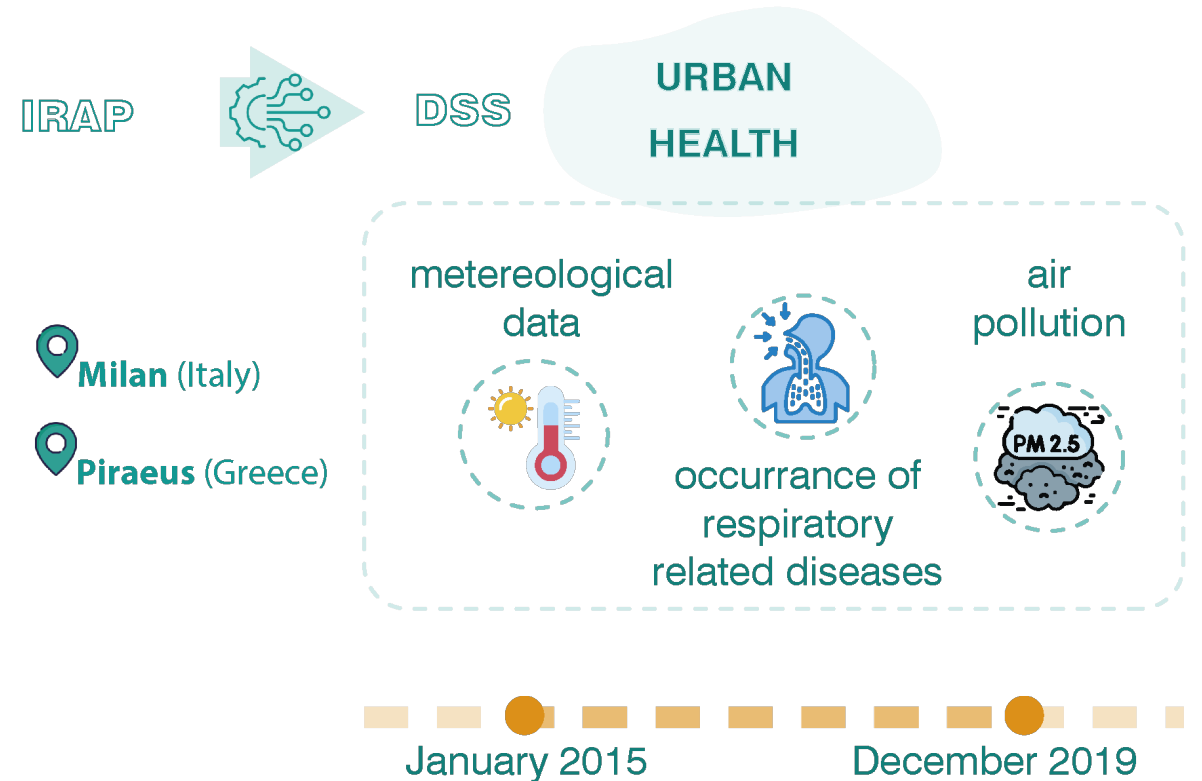 IRAP
DSS
URBAN
HEALTH
metereological
data
air
pollution
PM 2.5
occurrance of
respiratory
related diseases
Milan (Italy)
Piraeus (Greece)
January 2015
December 2019